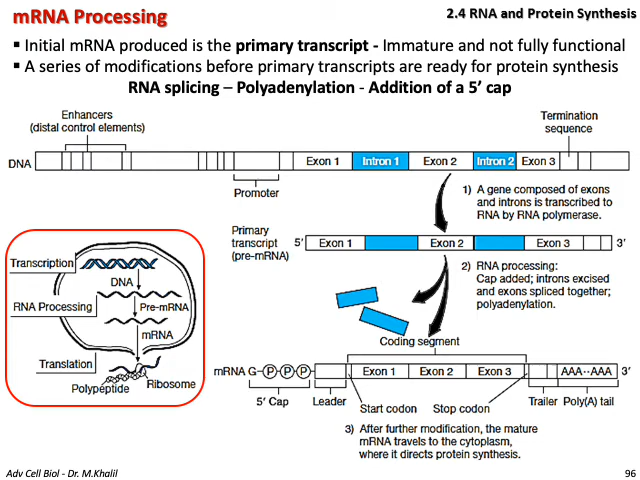 mRNA Processing
2.4 RNA and Protein Synthesis
▪ Initial mRNA produced is the primary transcript - Immature and not fully functional
▪ A series of modifications before primary transcripts are ready for protein synthesis
RNA splicing – Polyadenylation - Addition of a 5’ cap
Enhancers
(distal control elements)
Termination
sequence
DNA
Exon 1
Intron 1
Exon 2
Intron 2
Exon 3
Promoter
1) A gene composed of exons
and introns is transcribed to
RNA by RNA polymerase.
Primary
transcript
(pre-mRNA)
5′
Exon 1
Exon 2
Exon 3
3′
2) RNA processing:
Cap added; introns excised
and exons spliced together;
polyadenylation.
Transcription
DNA
RNA Processing
Pre-mRNA
mRNA
Translation
Ribosome
Polypeptide
Coding segment
mRNA G P P P
Exon 1
Exon 2
Exon 3
AAA··AAA
3′
5′ Cap
Leader
Start codon
Stop codon
Trailer
Poly(A) tail
3) After further modification, the mature
mRNA travels to the cytoplasm,
where it directs protein synthesis.
Adv Cell Biol - Dr. M.Khalil
96